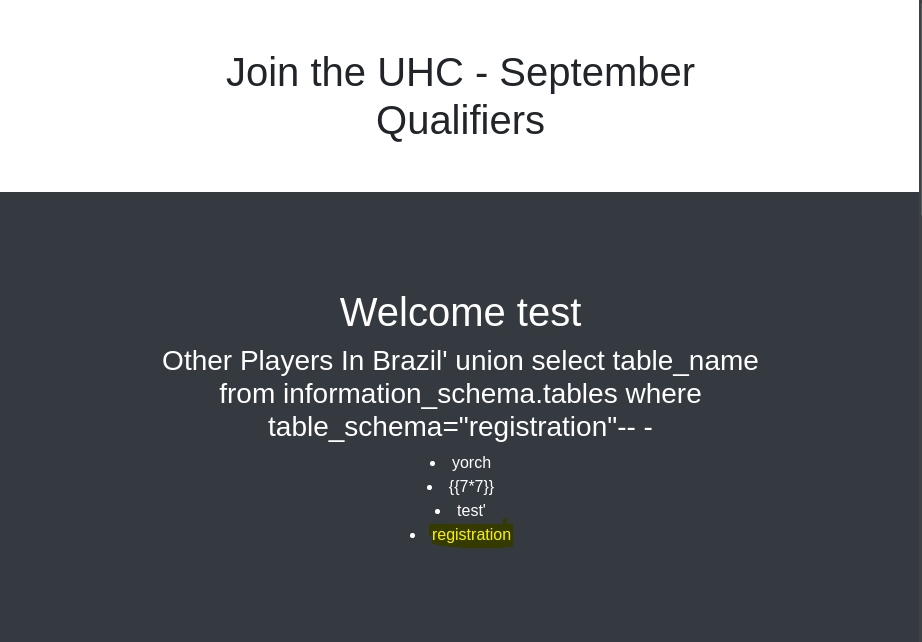 Join the UHC - September
Qualifiers
Welcome test
Other Players In Brazil' union select table_name
from information_schema.tables where
table_schema="registration"-- -
yorch
{{7*7}}
test'
registration